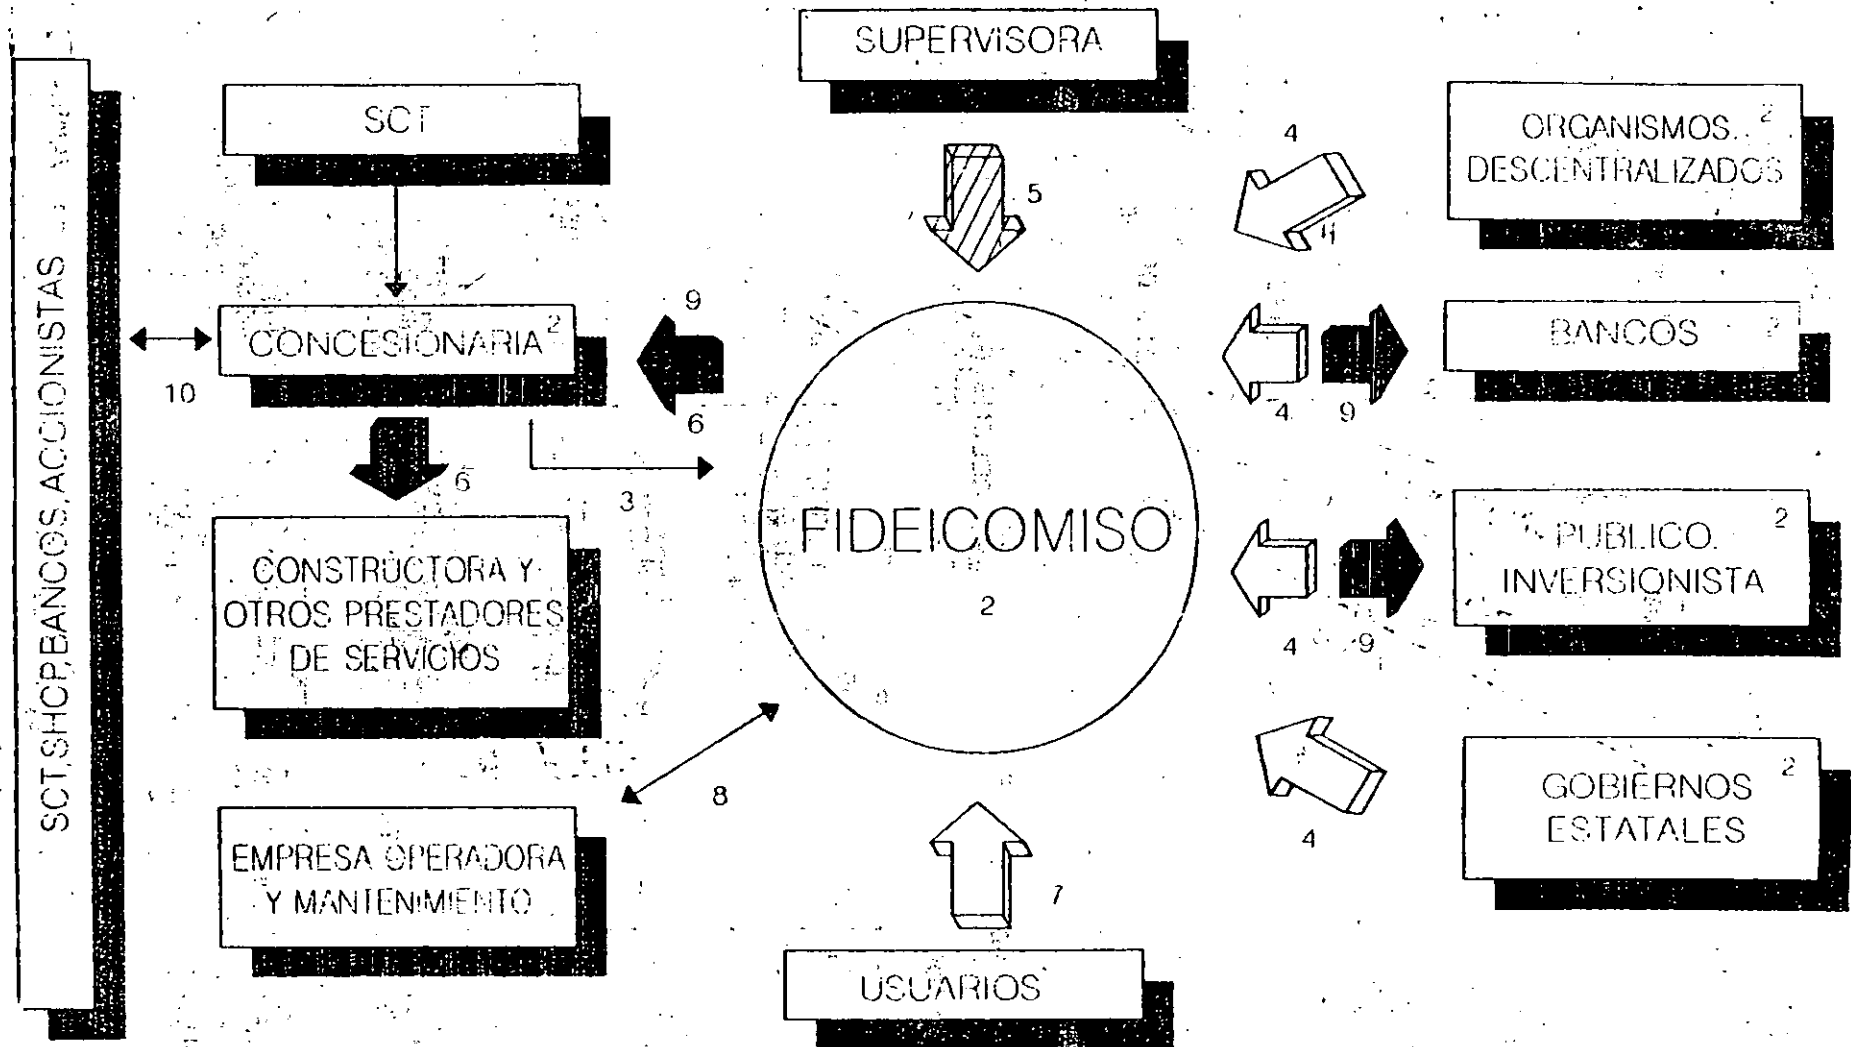 SUPERVISORA
SCT
ORGANISMOS 2
DESCENTRALIZADOS
4
5
4
SCT, SHCP, BANCOS, ACCIONISTAS
CONCESIONARIA 2
10
9
6
BANCOS 2
4
9
6
3
CONSTRUCTORA Y
OTROS PRESTADORES
DE SERVICIOS
FIDEICOMISO
2
PUBLICO 2
INVERSIONISTA
4
9
8
EMPRESA OPERADORA
Y MANTENIMIENTO
7
GOBIERNOS 2
ESTATALES
4
USUARIOS